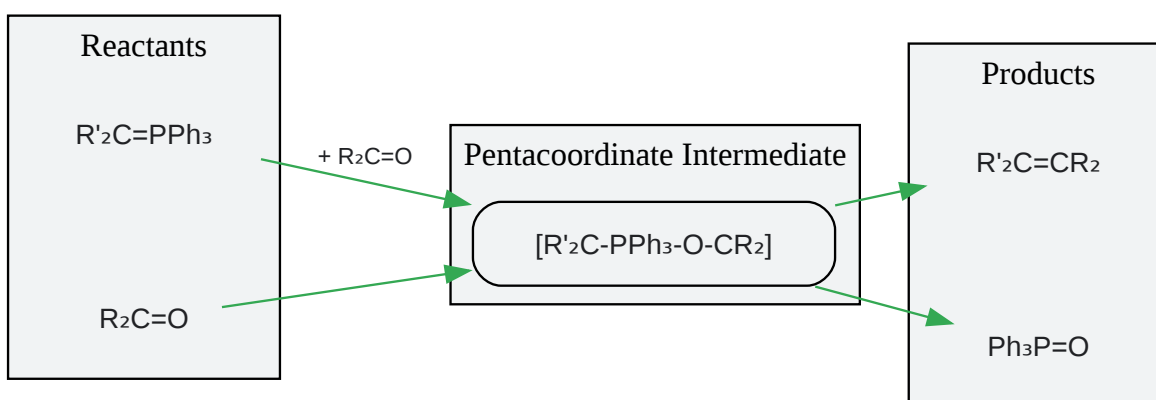 Reactants
R'₂C=PPh₃
R₂C=O
+ R₂C=O
Pentacoordinate Intermediate
[R'₂C-PPh₃-O-CR₂]
Products
R'₂C=CR₂
Ph₃P=O